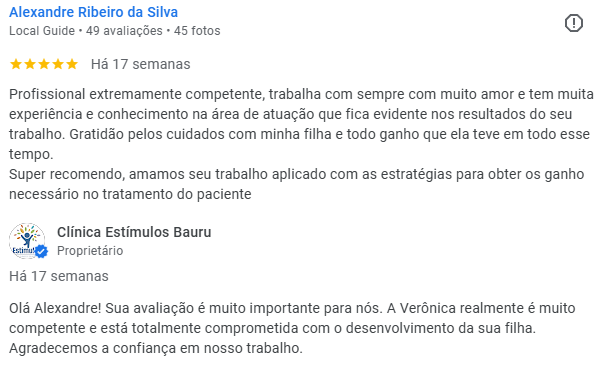 Alexandre Ribeiro da Silva
Local Guide • 49 avaliações • 45 fotos
Há 17 semanas
Profissional extremamente competente, trabalha com sempre com muito amor e tem muita
experiência e conhecimento na área de atuação que fica evidente nos resultados do seu
trabalho. Gratidão pelos cuidados com minha filha e todo ganho que ela teve em todo esse
tempo.
Super recomendo, amamos seu trabalho aplicado com as estratégias para obter os ganho
necessário no tratamento do paciente
Clínica Estímulos Bauru
Proprietário
Há 17 semanas
Olá Alexandre! Sua avaliação é muito importante para nós. A Verônica realmente é muito
competente e está totalmente comprometida com o desenvolvimento da sua filha.
Agradecemos a confiança em nosso trabalho.